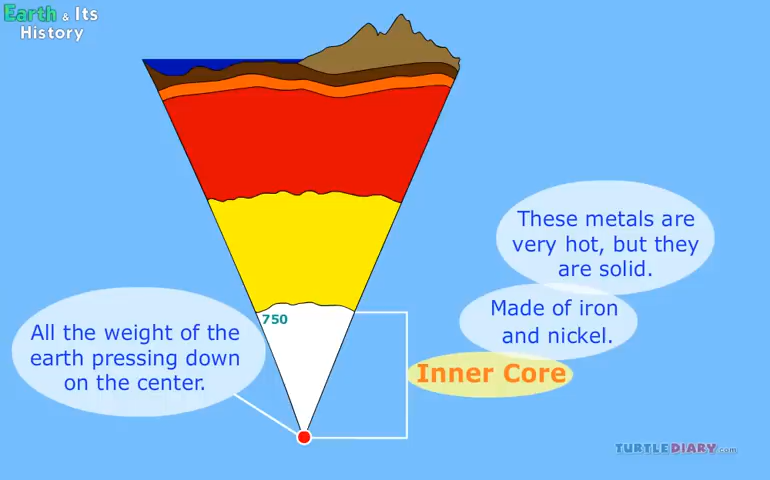 Earth & Its
History
These metals are
very hot, but they
are solid.
Made of iron
and nickel.
Inner Core
750
All the weight of the
earth pressing down
on the center.
TURTLEDIARY.com